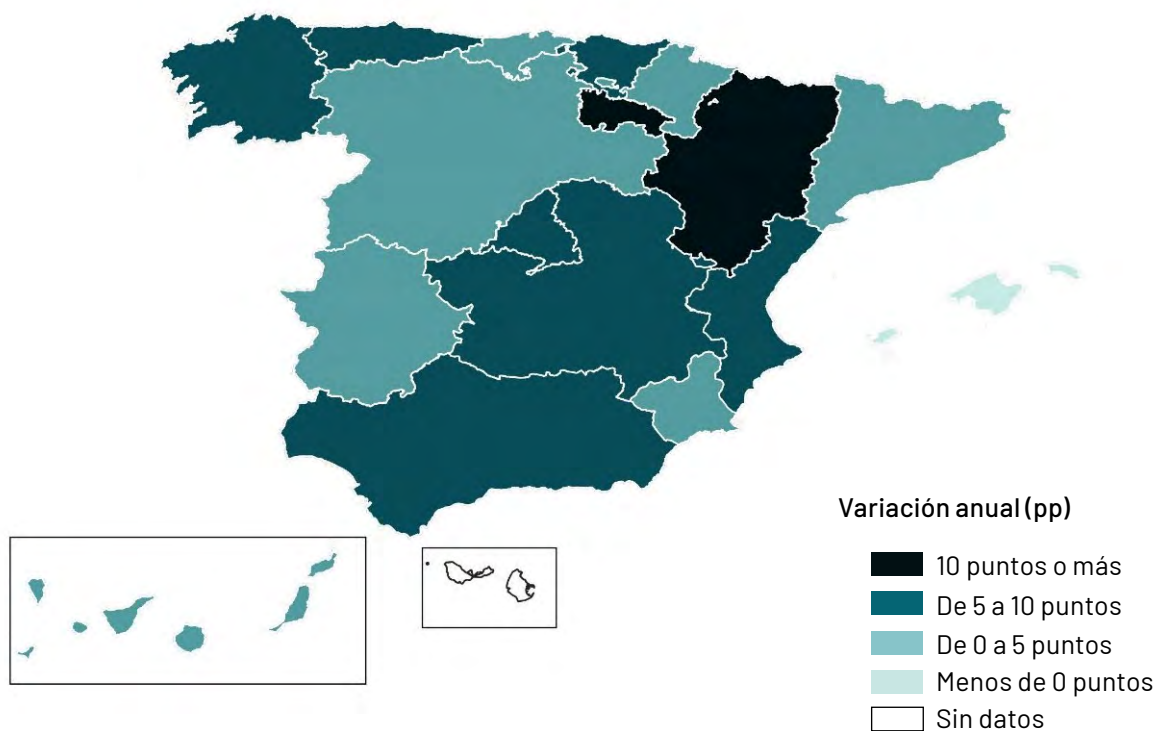 Variación anual (pp)
10 puntos o más
De 5 a 10 puntos
De 0 a 5 puntos
Menos de 0 puntos
Sin datos